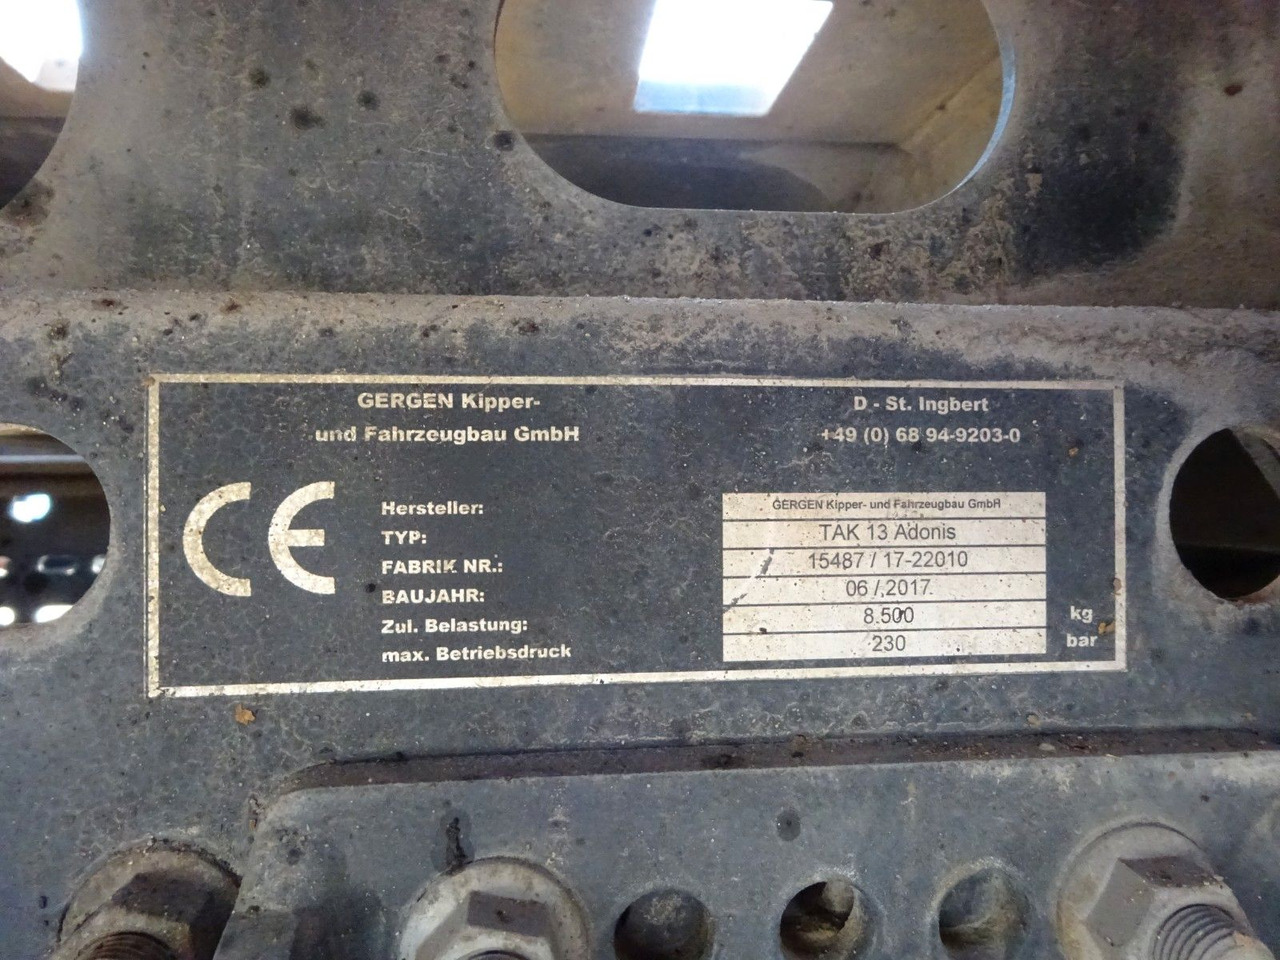 GERGEN Kipper-
und Fahrzeugbau GmbH
D - St. Ingbert
+49 (0) 68 94-9203-0
CE
Hersteller: GERGEN Kipper- und Fahrzeugbau GmbH
TYP: TAK 13 Adonis
FABRIK NR.: 15487 / 17-22010
BAUJAHR: 06 / 2017
Zul. Belastung: 8.500 kg
max. Betriebsdruck 230 bar